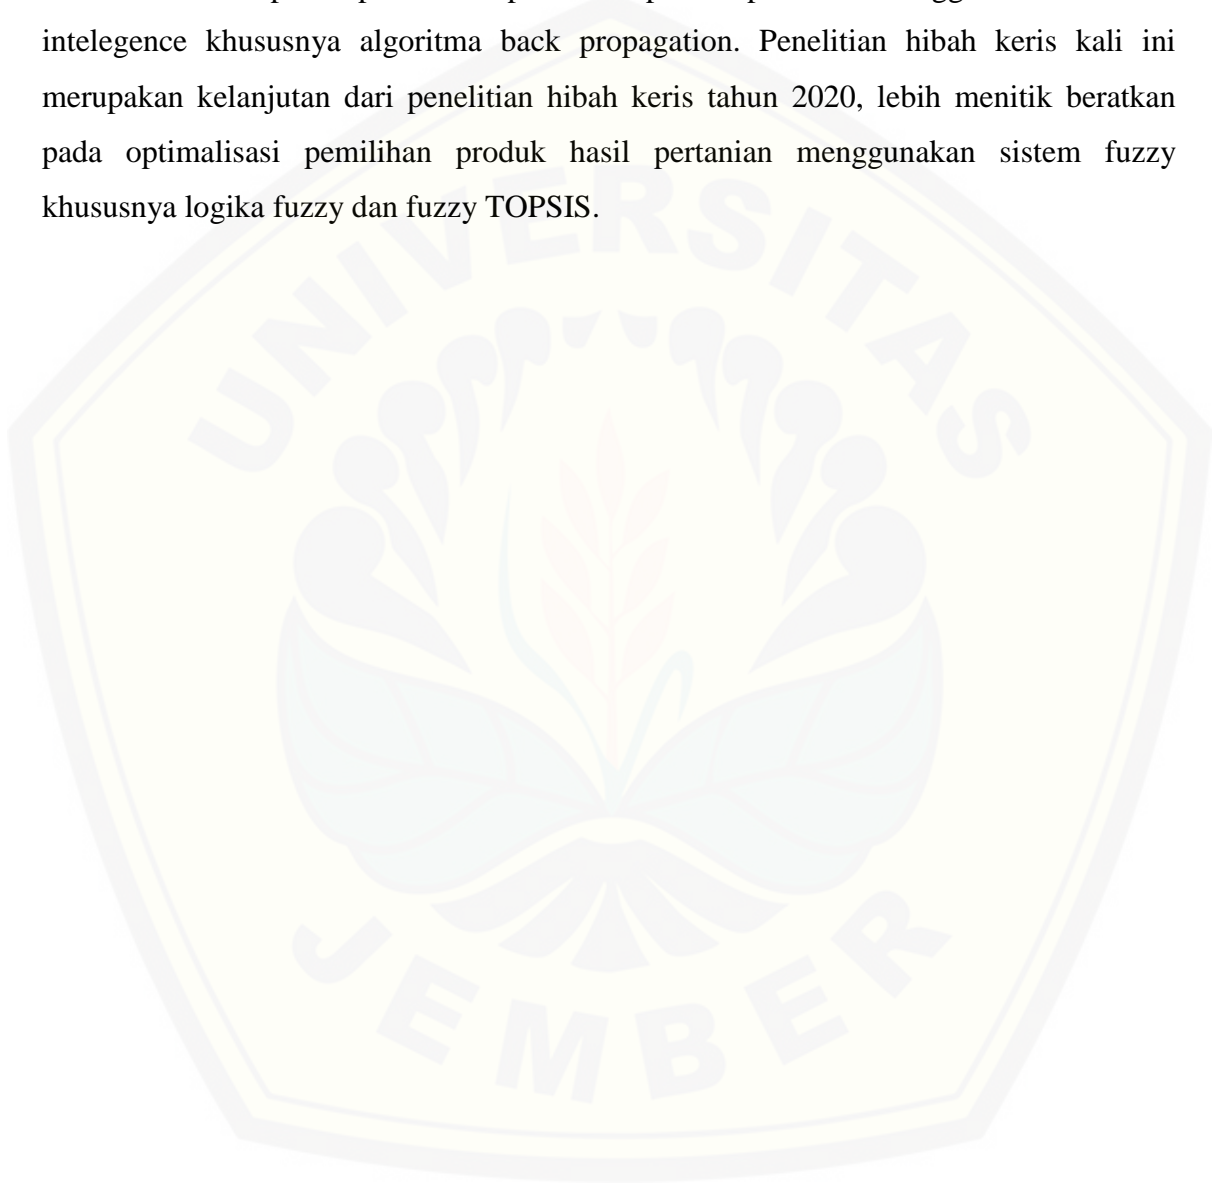 intelegence khususnya algoritma back propagation. Penelitian hibah keris kali ini
merupakan kelanjutan dari penelitian hibah keris tahun 2020, lebih menitik beratkan
pada optimalisasi pemilihan produk hasil pertanian menggunakan sistem fuzzy
khususnya logika fuzzy dan fuzzy TOPSIS.
UNIVERSITAS
JEMBER